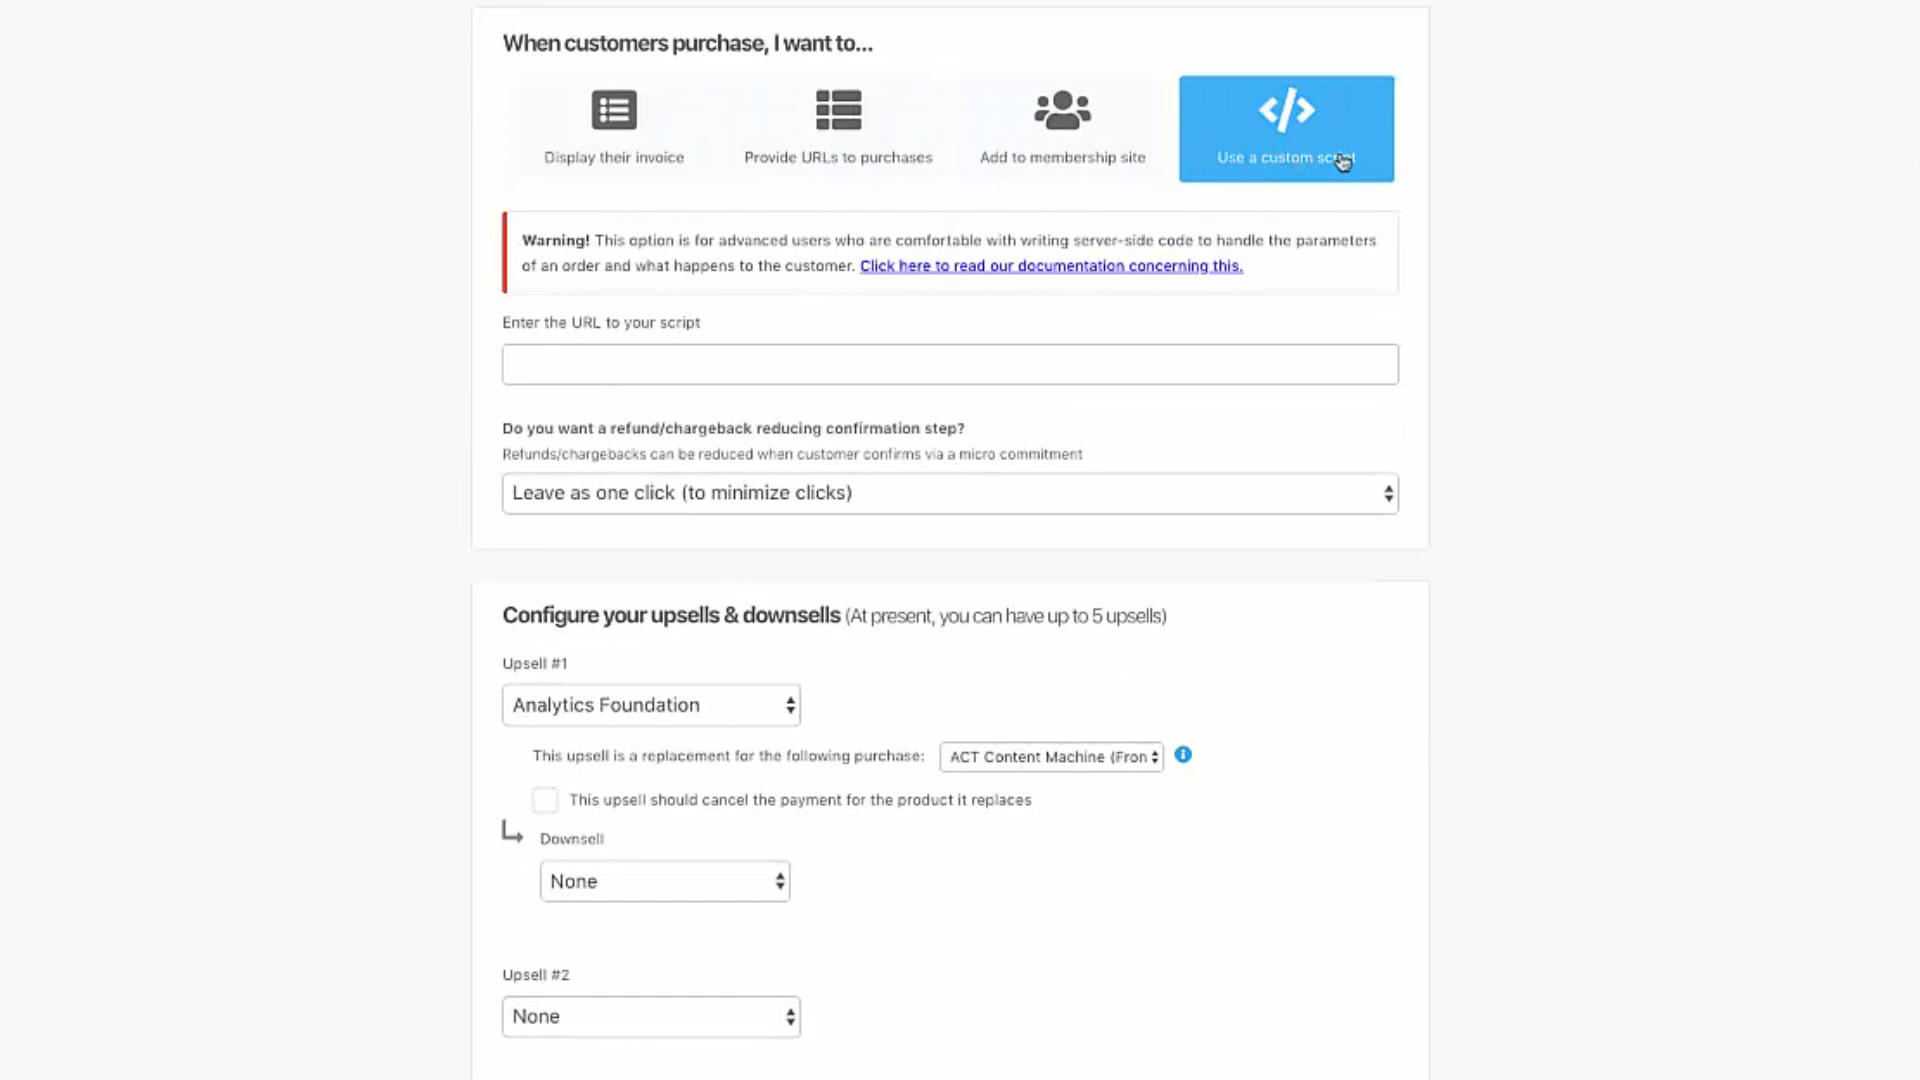 When customers purchase, I want to...
Display their invoice
Provide URLs to purchases
Add to membership site
Use a custom script
Warning! This option is for advanced users who are comfortable with writing server-side code to handle the parameters
of an order and what happens to the customer. Click here to read our documentation concerning this.
Enter the URL to your script
Do you want a refund/chargeback reducing confirmation step?
Refunds/chargebacks can be reduced when customer confirms via a micro commitment
Leave as one click (to minimize clicks)
Configure your upsells & downsells (At present, you can have up to 5 upsells)
Upsell #1
Analytics Foundation
This upsell is a replacement for the following purchase:
ACT Content Machine (Fron
This upsell should cancel the payment for the product it replaces
Downsell
None
Upsell #2
None